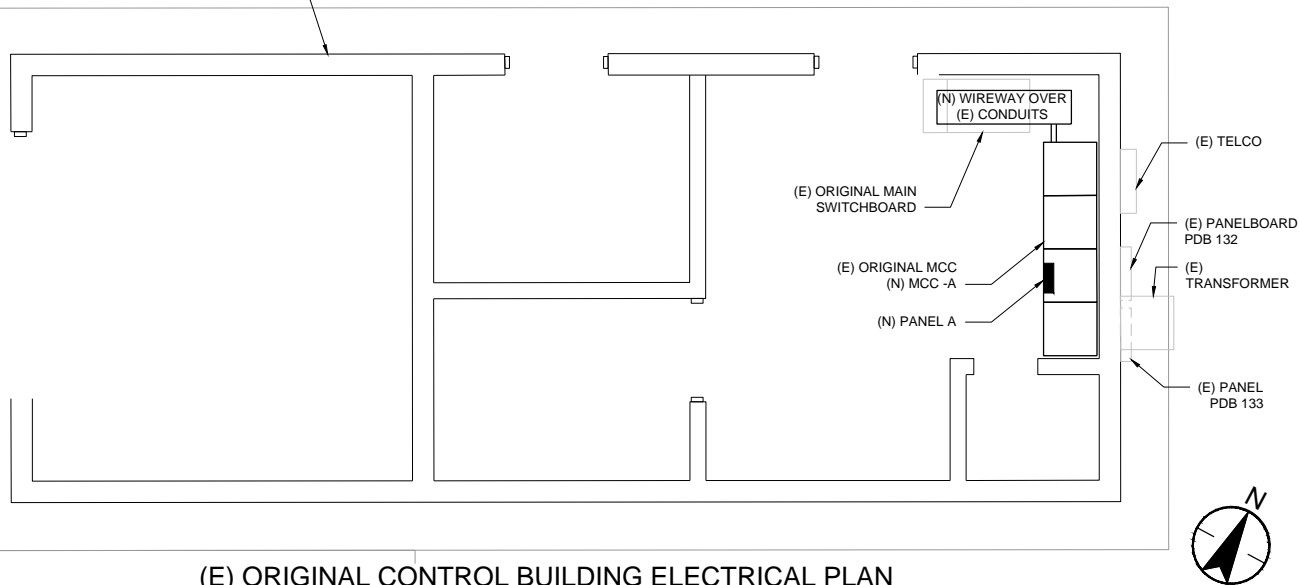 (N) WIREWAY OVER
(E) CONDUITS
(E) TELCO
(E) ORIGINAL MAIN
SWITCHBOARD
(E) PANELBOARD
PDB 132
(E) ORIGINAL MCC
(N) MCC -A
(E)
TRANSFORMER
(N) PANEL A
(E) PANEL
PDB 133
N
(E) ORIGINAL CONTROL BUILDING ELECTRICAL PLAN